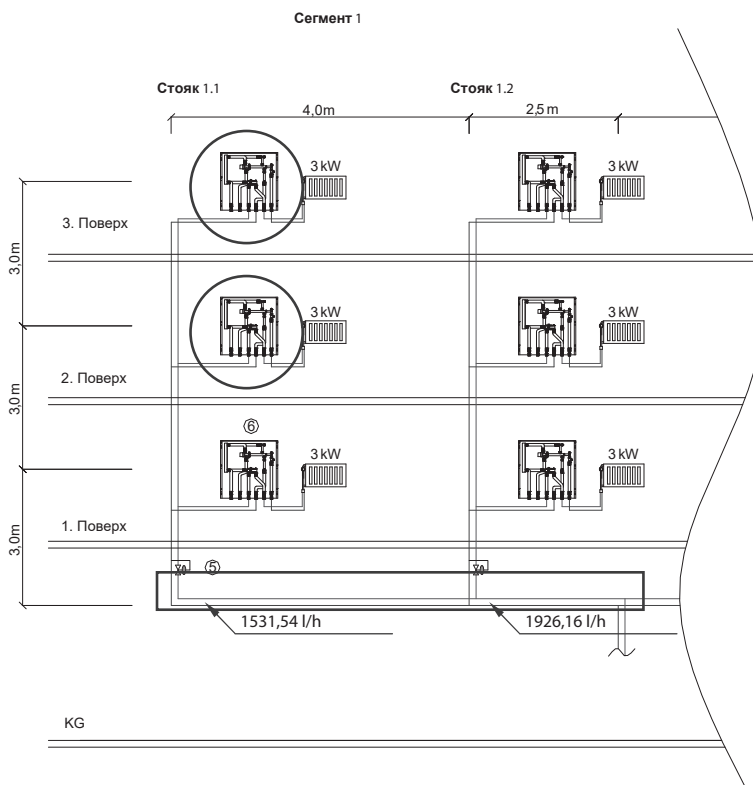 Сегмент 1
Стояк 1.1
Стояк 1.2
4,0m
2,5 m
3 kW
3 kW
3. Поверх
3,0m
3 kW
3 kW
2. Поверх
3,0m
6
3 kW
3 kW
1. Поверх
3,0m
5
1531,54 l/h
1926,16 l/h
KG